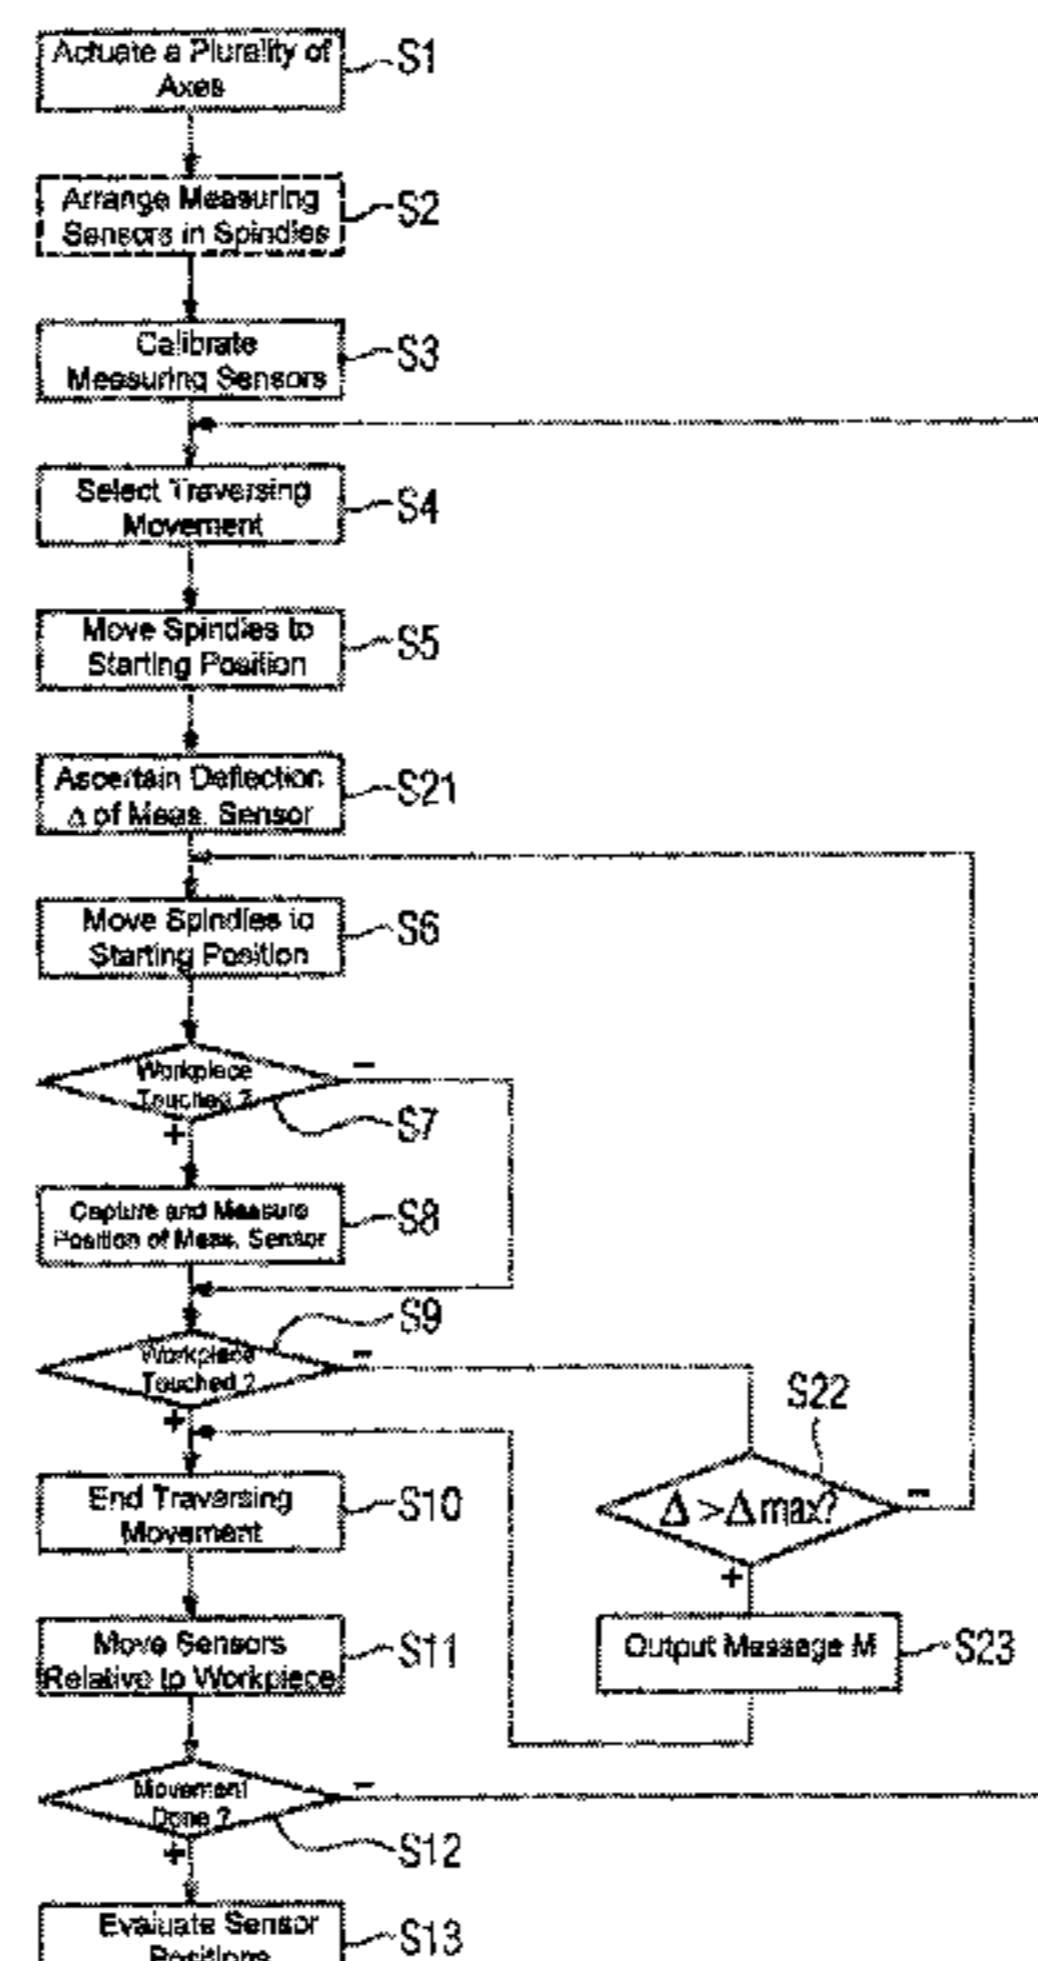 Actuate a Plurality of
Axes
S1
Arrange Measuring
Sensors in Spindles
S2
Calibrate
Measuring Sensors
S3
Select Traversing
Movement
S4
Move Spindles to
Starting Position
S5
Ascertain Deflection
Δ of Meas. Sensor
S21
Move Spindles to
Starting Position
S6
Workpiece
Touched ?
-
S7
+
Capture and Measure
Position of Meas. Sensor
S8
S9
Workpiece
Touched ?
-
+
S22
Δ >Δ max?
-
+
End Traversing
Movement
S10
Output Message M
S23
Move Sensors
Relative to Workpiece
S11
Movement
Done ?
-
S12
+
Evaluate Sensor
Positions
S13